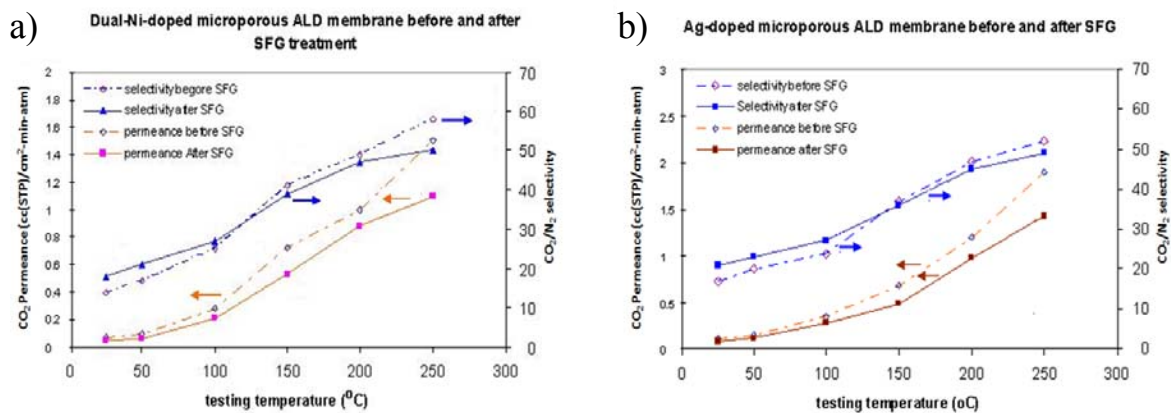 a)
Dual-Ni-doped microporous ALD membrane before and after
SFG treatment
selectivity begore SFG
selectivity after SFG
permeance before SFG
permeance After SFG
CO2 Permeance (cc[STP]/cm2-min-atm)
2
1.8
1.6
1.4
1.2
1
0.8
0.6
0.4
0.2
0
70
60
50
40
30
20
10
0
CO2/N2 selectivity
0 50 100 150 200 250 300
testing temperature (⁰C)
b)
Ag-doped microporous ALD membrane before and after SFG
selectivity before SFG
Selectivity after SFG
permeance before SFG
permeance after SFG
CO2 Permeance (cc[STP]/cm2-min-atm)
3
2.5
2
1.5
1
0.5
0
70
60
50
40
30
20
10
0
CO2/N2 selectivity
0 50 100 150 200 250 300
testing temperature (oC)